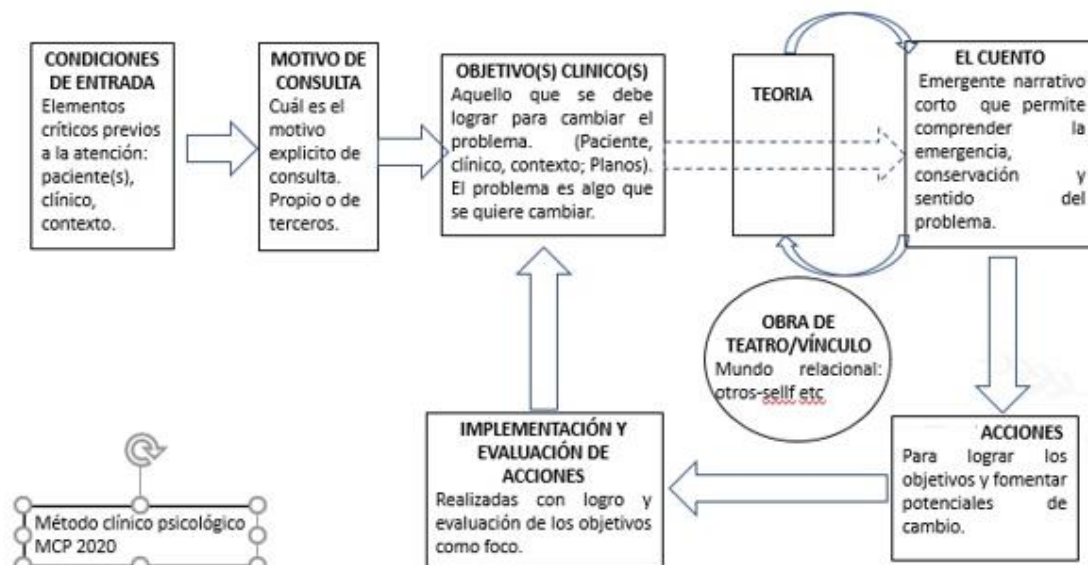 CONDICIONES
DE ENTRADA
Elementos
críticos previos
a la atención:
paciente(s),
clínico,
contexto.
MOTIVO DE
CONSULTA
Cuál es el
motivo
explicito de
consulta.
Propio o de
terceros.
OBJETIVO(S) CLINICO(S)
Aquello que se debe
lograr para cambiar el
problema. (Paciente,
clínico, contexto; Planos).
El problema es algo que
se quiere cambiar.
TEORIA
EL CUENTO
Emergente narrativo
corto que permite
comprender la
emergencia,
conservación y
sentido del
problema.
OBRA DE
TEATRO/VÍNCULO
Mundo relacional:
otros-sellf etc
ACCIONES
Para lograr los
objetivos y fomentar
potenciales de
cambio.
IMPLEMENTACIÓN Y
EVALUACIÓN DE
ACCIONES
Realizadas con logro y
evaluación de los objetivos
como foco.
Método clínico psicológico
MCP 2020